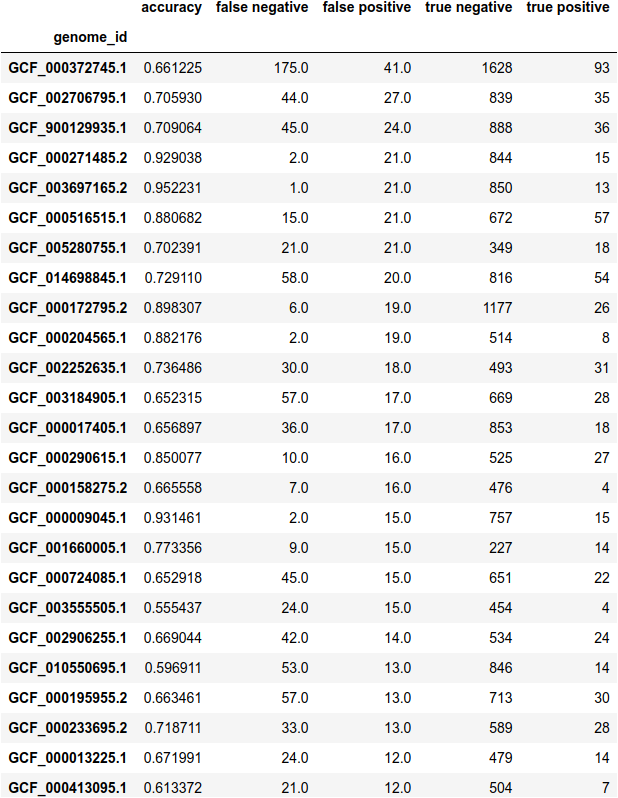 accuracy false negative false positive true negative true positive
genome_id
GCF_000372745.1 0.661225 175.0 41.0 1628 93
GCF_002706795.1 0.705930 44.0 27.0 839 35
GCF_900129935.1 0.709064 45.0 24.0 888 36
GCF_000271485.2 0.929038 2.0 21.0 844 15
GCF_003697165.2 0.952231 1.0 21.0 850 13
GCF_000516515.1 0.880682 15.0 21.0 672 57
GCF_005280755.1 0.702391 21.0 21.0 349 18
GCF_014698845.1 0.729110 58.0 20.0 816 54
GCF_000172795.2 0.898307 6.0 19.0 1177 26
GCF_000204565.1 0.882176 2.0 19.0 514 8
GCF_002252635.1 0.736486 30.0 18.0 493 31
GCF_003184905.1 0.652315 57.0 17.0 669 28
GCF_000017405.1 0.656897 36.0 17.0 853 18
GCF_000290615.1 0.850077 10.0 16.0 525 27
GCF_000158275.2 0.665558 7.0 16.0 476 4
GCF_000009045.1 0.931461 2.0 15.0 757 15
GCF_001660005.1 0.773356 9.0 15.0 227 14
GCF_000724085.1 0.652918 45.0 15.0 651 22
GCF_003555505.1 0.555437 24.0 15.0 454 4
GCF_002906255.1 0.669044 42.0 14.0 534 24
GCF_010550695.1 0.596911 53.0 13.0 846 14
GCF_000195955.2 0.663461 57.0 13.0 713 30
GCF_000233695.2 0.718711 33.0 13.0 589 28
GCF_000013225.1 0.671991 24.0 12.0 479 14
GCF_000413095.1 0.613372 21.0 12.0 504 7